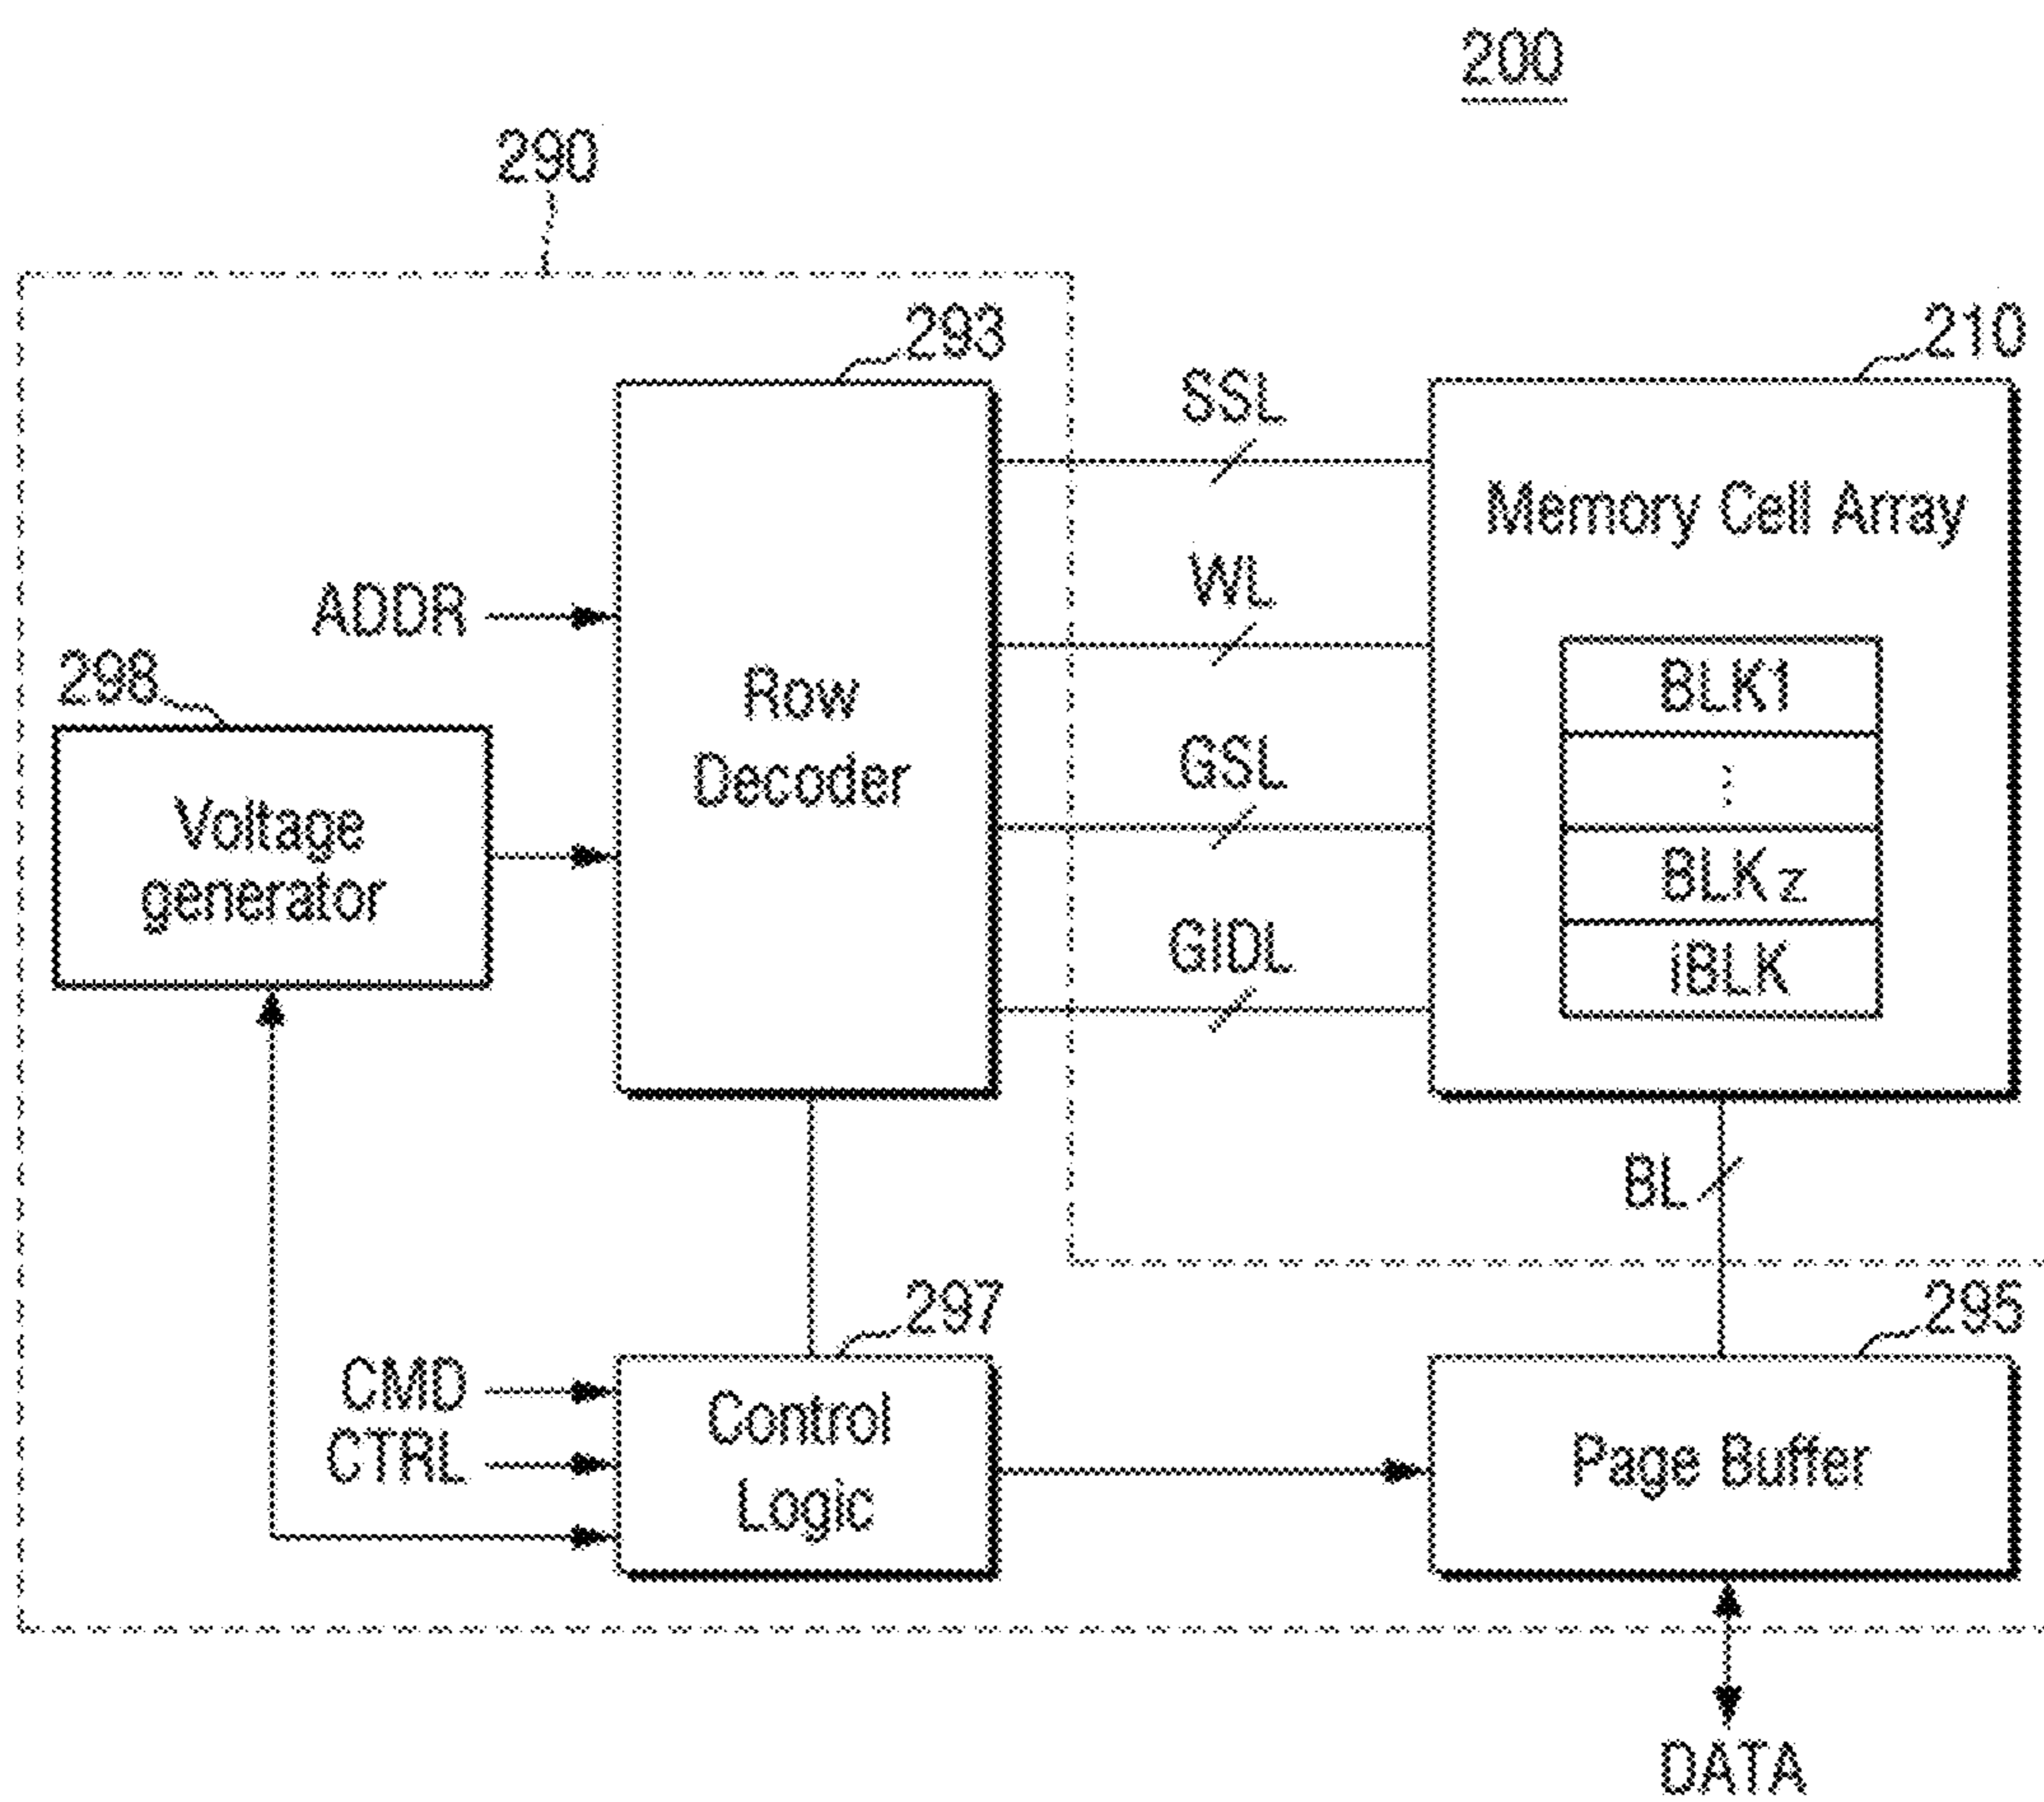 200
290
293
210
SSL
Memory Cell Array
WL
ADDR
BLK1
298
Row
Decoder
GSL
⋮
Voltage
generator
BLKz
GIDL
iBLK
BL
297
295
CMD
Control
Logic
CTRL
Page Buffer
DATA